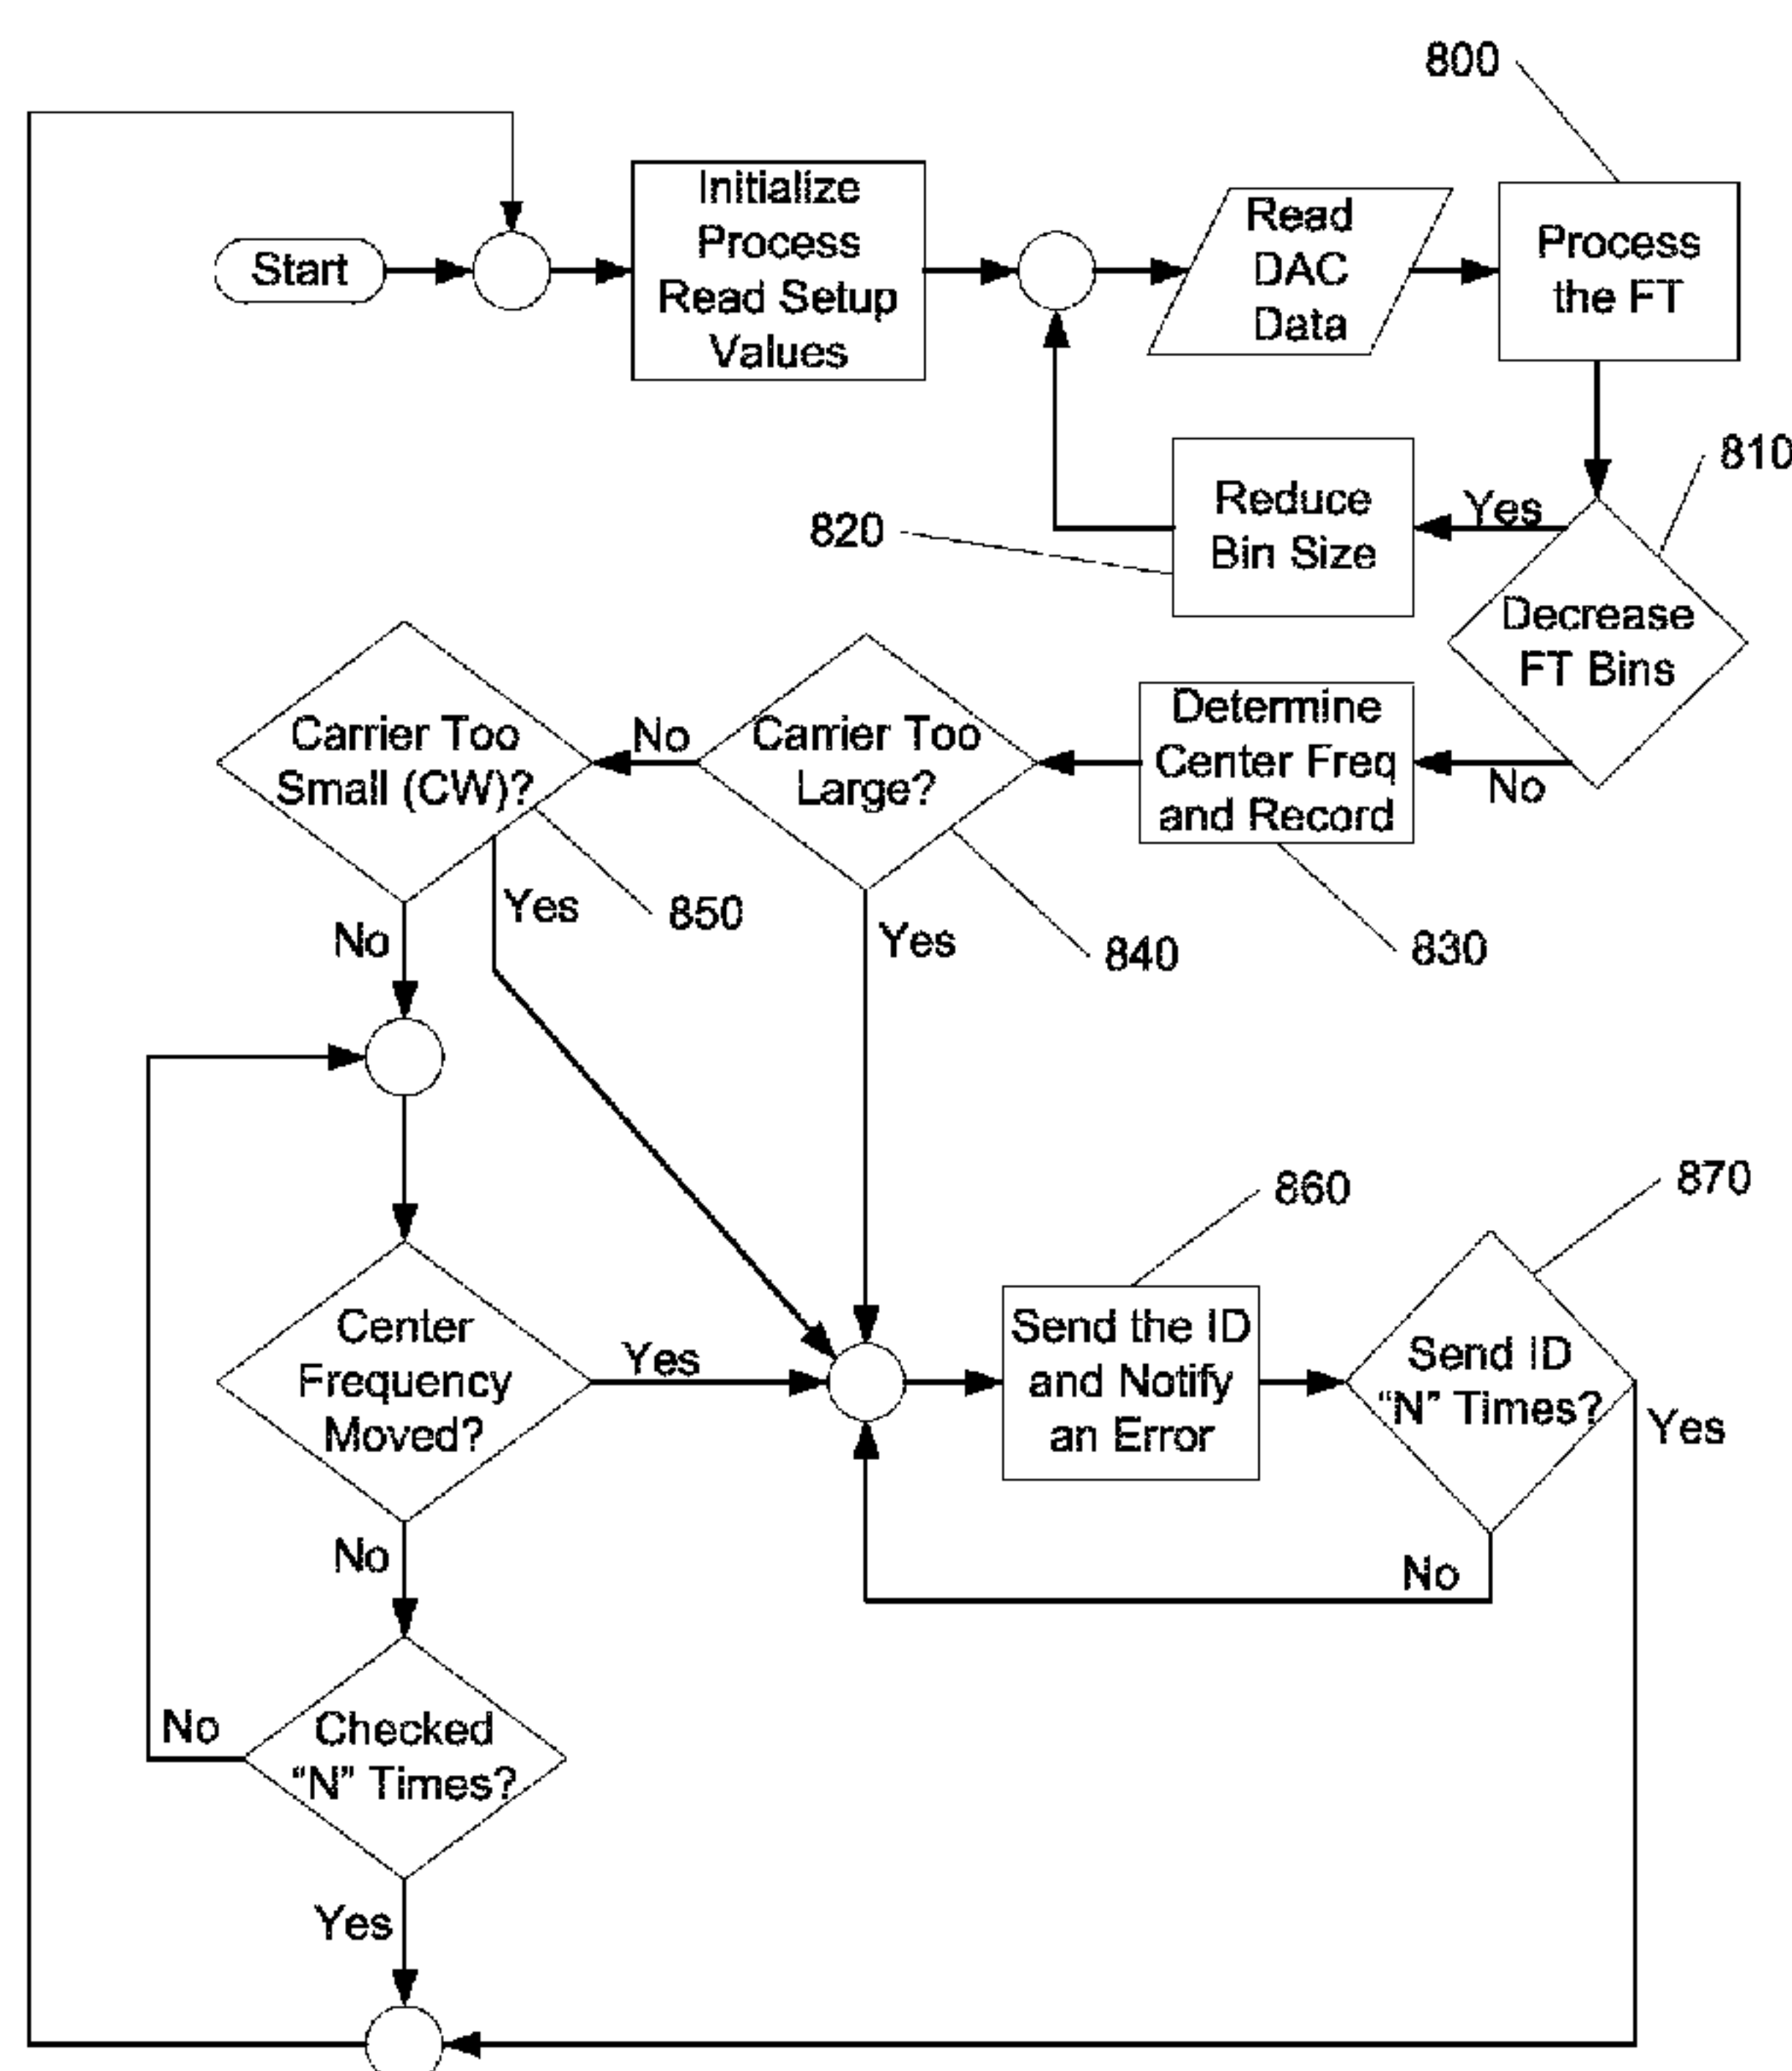 800
Start
Initialize
Process
Read Setup
Values
Read
DAC
Data
Process
the FT
810
820
Reduce
Bin Size
Yes
Decrease
FT Bins
Carrier Too
Small (CW)?
No
Carrier Too
Large?
Determine
Center Freq
and Record
No
No
Yes
850
Yes
840
830
860
870
Center
Frequency
Moved?
Yes
Send the ID
and Notify
an Error
Send ID
“N” Times?
Yes
No
No
No
Checked
“N” Times?
Yes